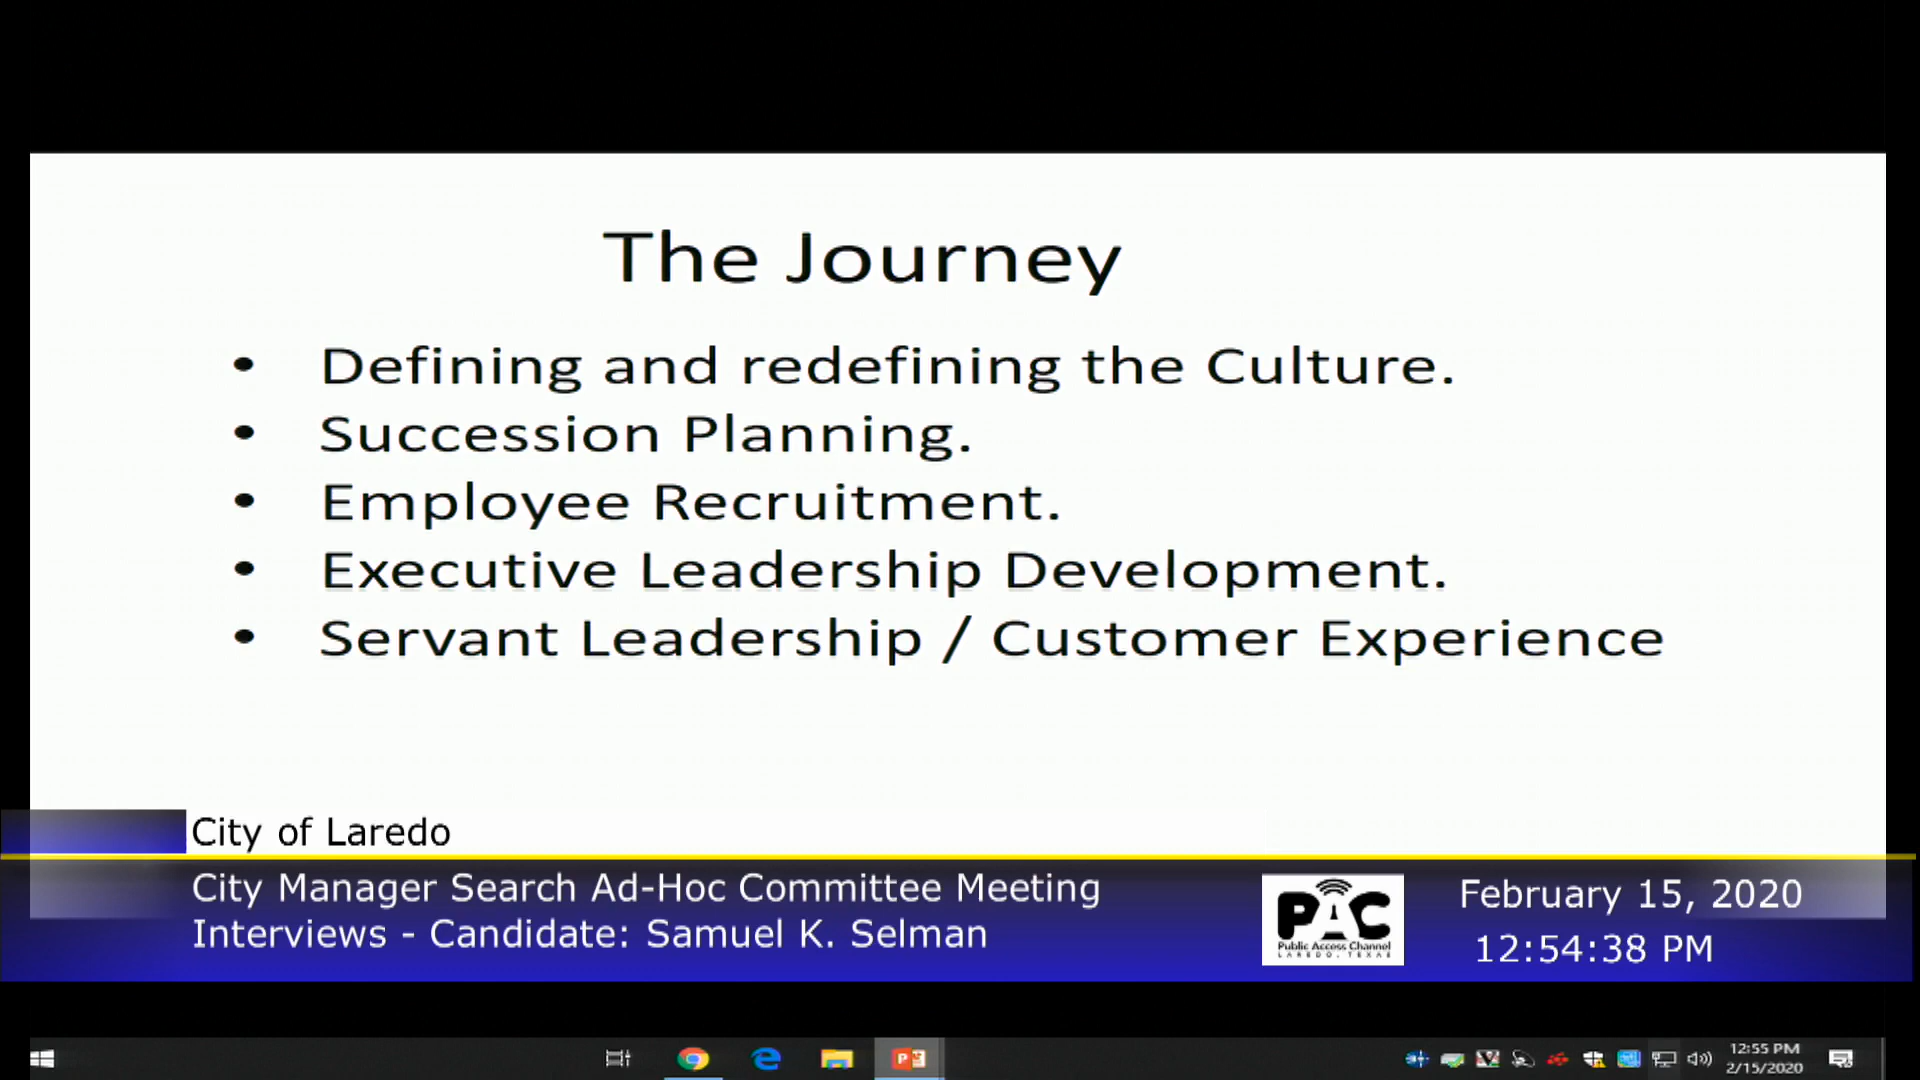 The Journey
• Defining and redefining the Culture.
• Succession Planning.
• Employee Recruitment.
• Executive Leadership Development.
• Servant Leadership / Customer Experience
City of Laredo
City Manager Search Ad-Hoc Committee Meeting
Interviews - Candidate: Samuel K. Selman
PAC
Public Access Channel
LAREDO, TEXAS
February 15, 2020
12:54:38 PM
12:55 PM
2/15/2020